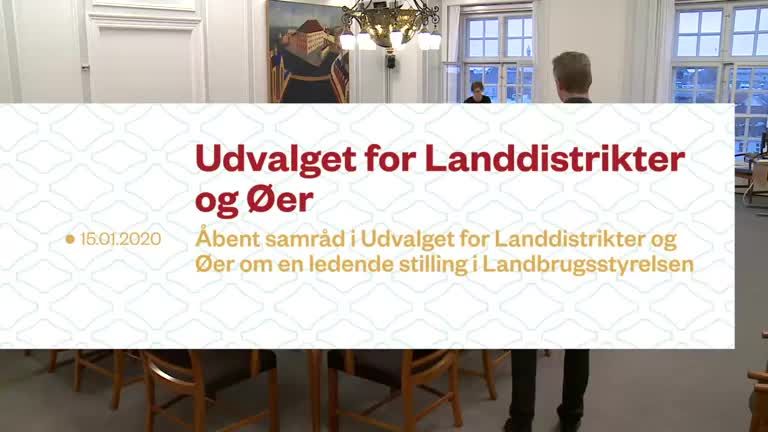 Udvalget for Landdistrikter
og Øer
15.01.2020
Åbent samråd i Udvalget for Landdistrikter og
Øer om en ledende stilling i Landbrugsstyrelsen